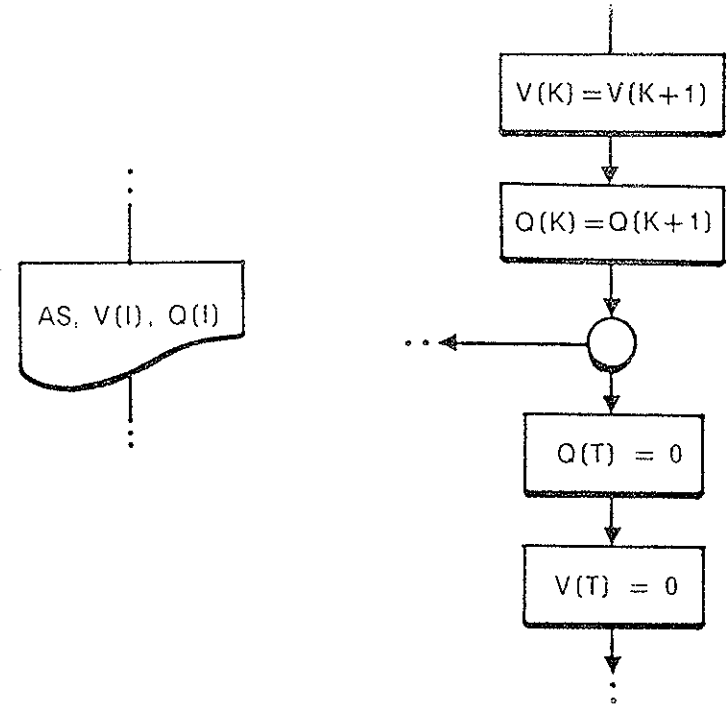 AS, V(I), Q(I)
V(K)=V(K+1)
Q(K)=Q(K+1)
Q(T) = 0
V(T) = 0